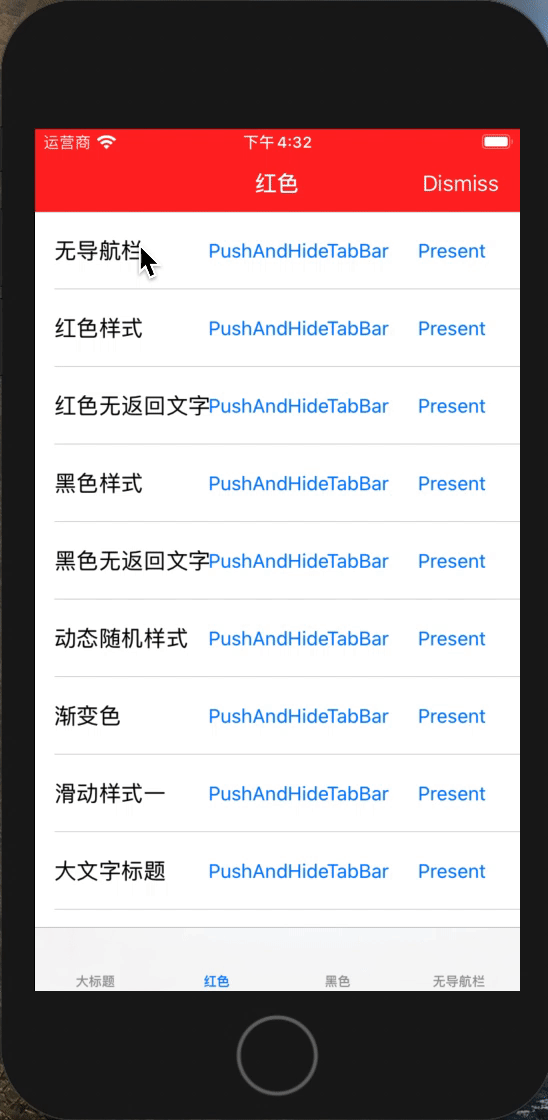 运营商 下午4:32
红色 Dismiss
无导航栏 PushAndHideTabBar Present
红色样式 PushAndHideTabBar Present
红色无返回文字 PushAndHideTabBar Present
黑色样式 PushAndHideTabBar Present
黑色无返回文字 PushAndHideTabBar Present
动态随机样式 PushAndHideTabBar Present
渐变色 PushAndHideTabBar Present
滑动样式一 PushAndHideTabBar Present
大文字标题 PushAndHideTabBar Present
大标题 红色 黑色 无导航栏